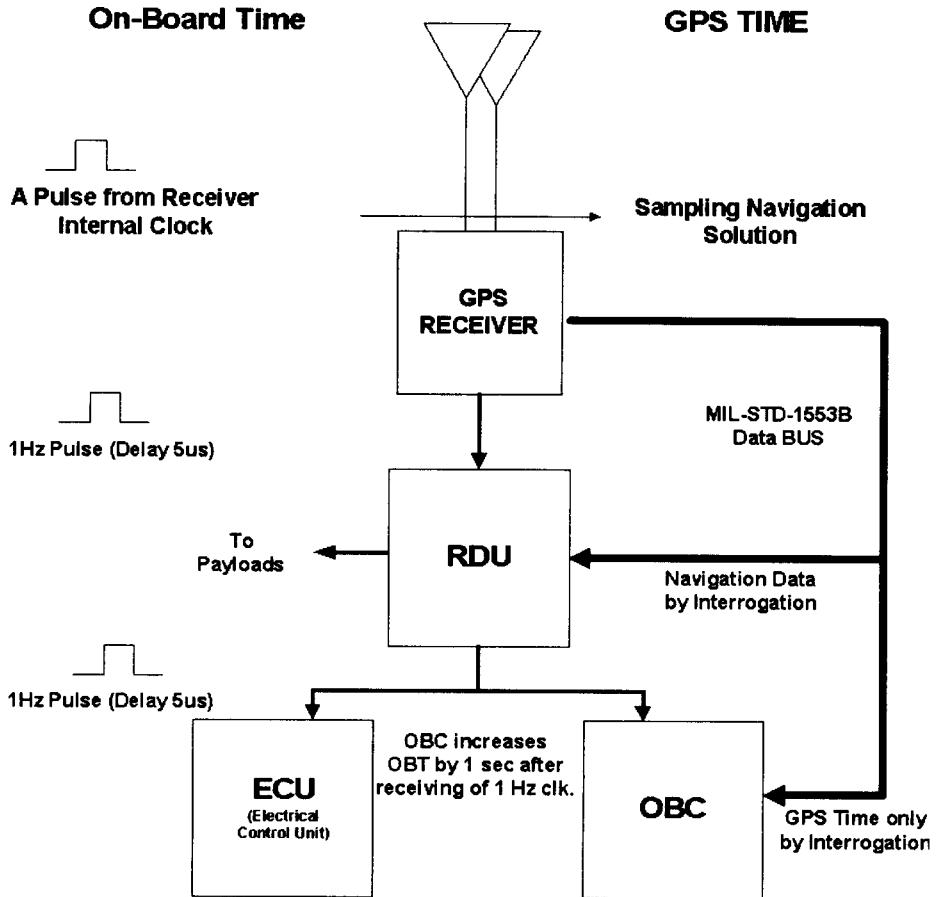 On-Board Time
GPS TIME
A Pulse from Receiver
Internal Clock
Sampling Navigation
Solution
GPS
RECEIVER
1Hz Pulse (Delay 5us)
MIL-STD-1553B
Data BUS
To
Payloads
RDU
Navigation Data
by Interrogation
1Hz Pulse (Delay 5us)
OBC increases
OBT by 1 sec after
receiving of 1 Hz clk.
ECU
(Electrical
Control Unit)
OBC
GPS Time only
by Interrogation